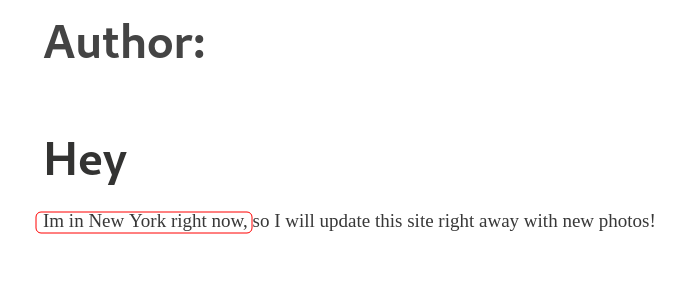 Author:
Hey
Im in New York right now, so I will update this site right away with new photos!